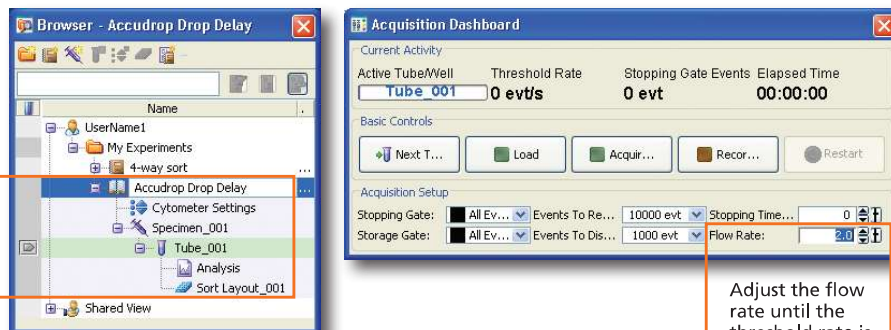 Browser - Accudrop Drop Delay
Name
UserName1
My Experiments
4-way sort ...
Accudrop Drop Delay ...
Cytometer Settings
Specimen_001
Tube_001
Analysis
Sort Layout_001
Shared View
Acquisition Dashboard
Current Activity
Active Tube/Well Threshold Rate Stopping Gate Events Elapsed Time
Tube_001 0 evt/s 0 evt 00:00:00
Basic Controls
Next T... Load Acquir... Recor... Restart
Acquisition Setup
Stopping Gate: All Ev... Events To Re... 10000 evt Stopping Time... 0
Storage Gate: All Ev... Events To Dis... 1000 evt Flow Rate: 2.0
Adjust the flow
rate until the
threshold rate is